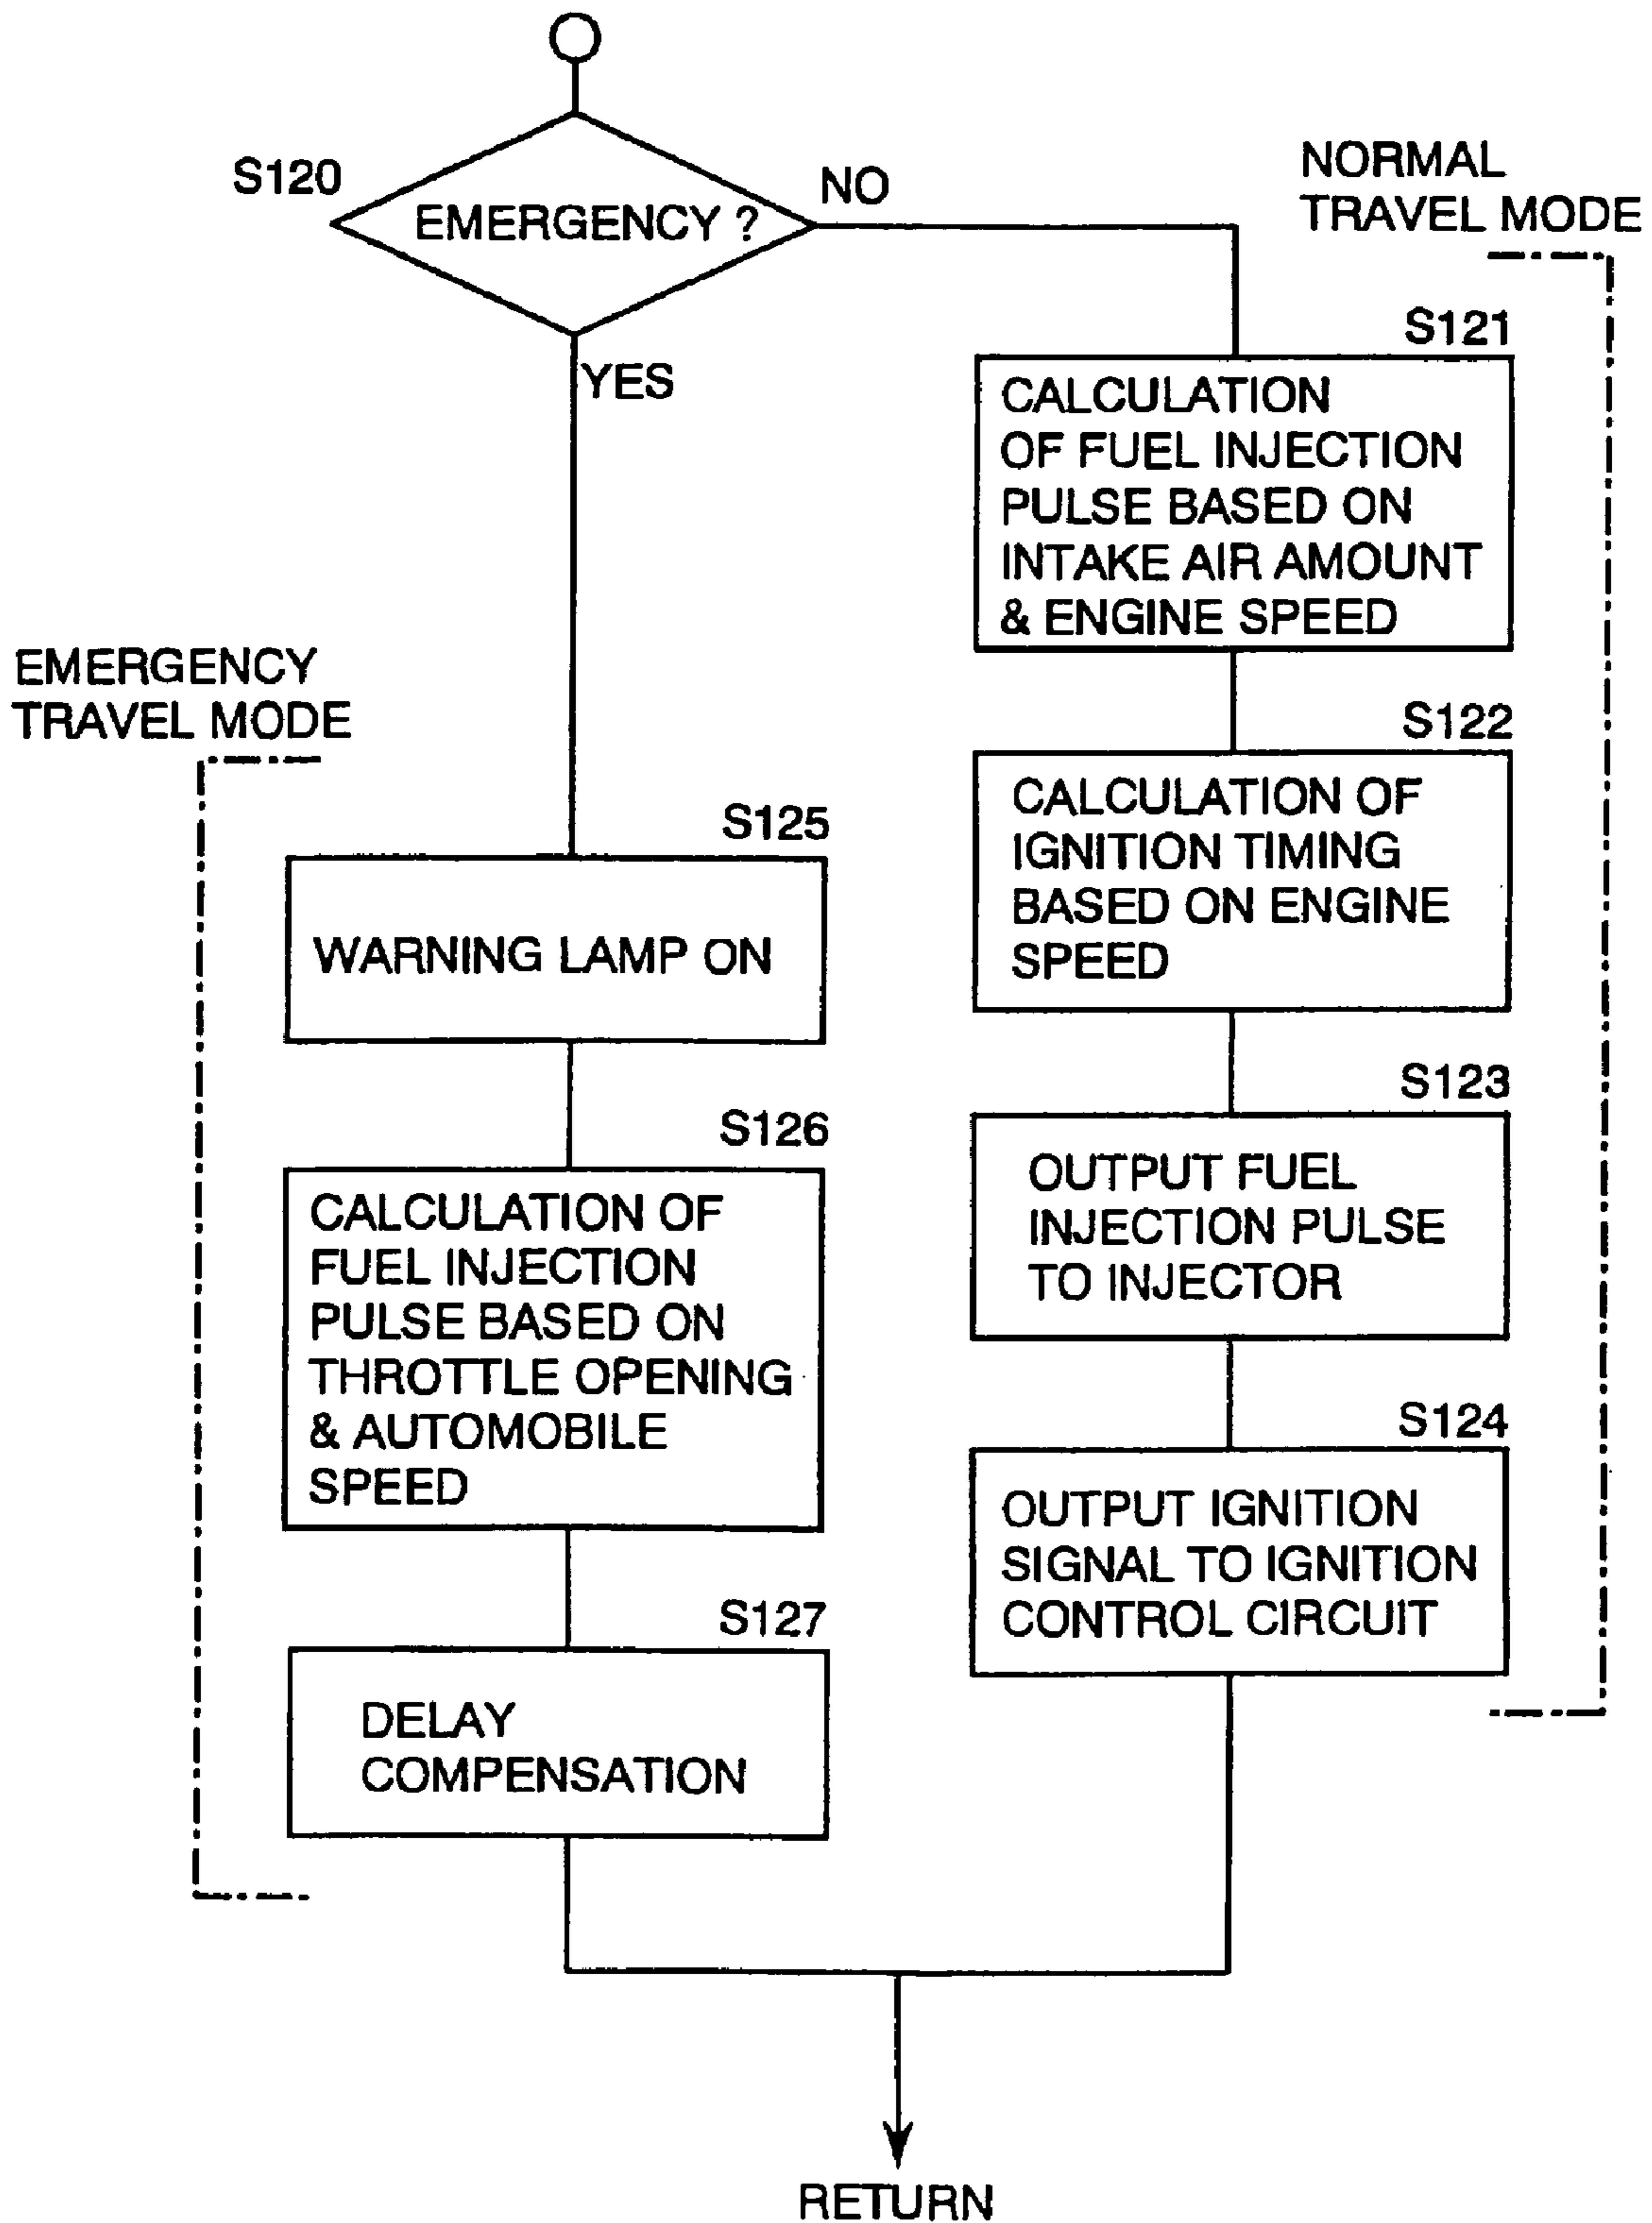 S120
EMERGENCY ?
NO
YES
NORMAL
TRAVEL MODE
S121
CALCULATION
OF FUEL INJECTION
PULSE BASED ON
INTAKE AIR AMOUNT
& ENGINE SPEED
S122
CALCULATION OF
IGNITION TIMING
BASED ON ENGINE
SPEED
S123
OUTPUT FUEL
INJECTION PULSE
TO INJECTOR
S124
OUTPUT IGNITION
SIGNAL TO IGNITION
CONTROL CIRCUIT
EMERGENCY
TRAVEL MODE
S125
WARNING LAMP ON
S126
CALCULATION OF
FUEL INJECTION
PULSE BASED ON
THROTTLE OPENING
& AUTOMOBILE
SPEED
S127
DELAY
COMPENSATION
RETURN